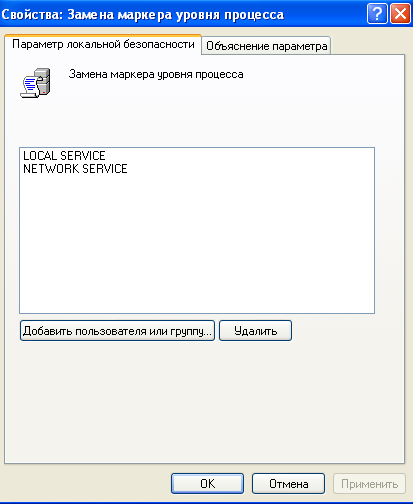 Свойства: Замена маркера уровня процесса
Параметр локальной безопасности
Объяснение параметра
Замена маркера уровня процесса
LOCAL SERVICE
NETWORK SERVICE
Добавить пользователя или группу...
Удалить
OK
Отмена
Применить